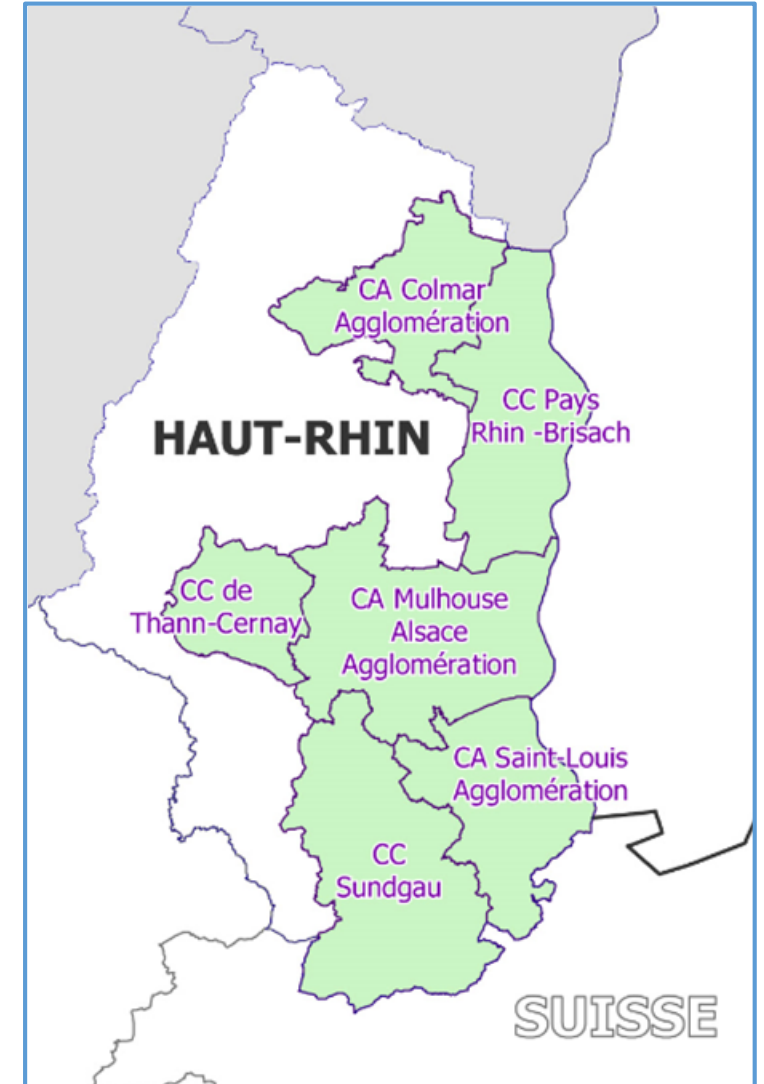 CA Colmar
Agglomération
CC Pays
Rhin -Brisach
HAUT-RHIN
CC de
Thann-Cernay
CA Mulhouse
Alsace
Agglomération
CA Saint-Louis
Agglomération
CC
Sundgau
SUISSE